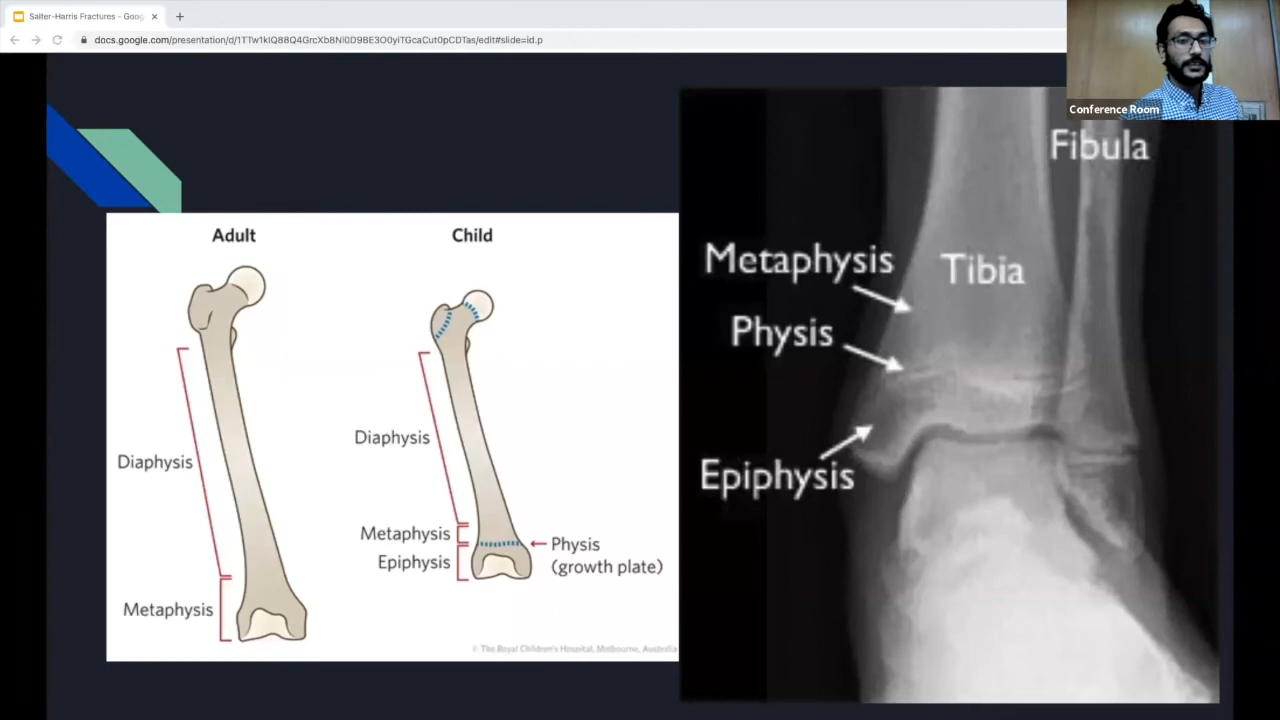 Salter-Harris Fractures - Goog
docs.google.com/presentation/d/1TTw1kIQ88Q4GrcXb8Ni0D9BE3O0yiTGcaCut0pCDTas/edit#slide=id.p
Conference Room
Adult
Child
Diaphysis
Metaphysis
Diaphysis
Metaphysis
Epiphysis
Physis
(growth plate)
© The Royal Children's Hospital, Melbourne, Australia
Fibula
Metaphysis
Tibia
Physis
Epiphysis